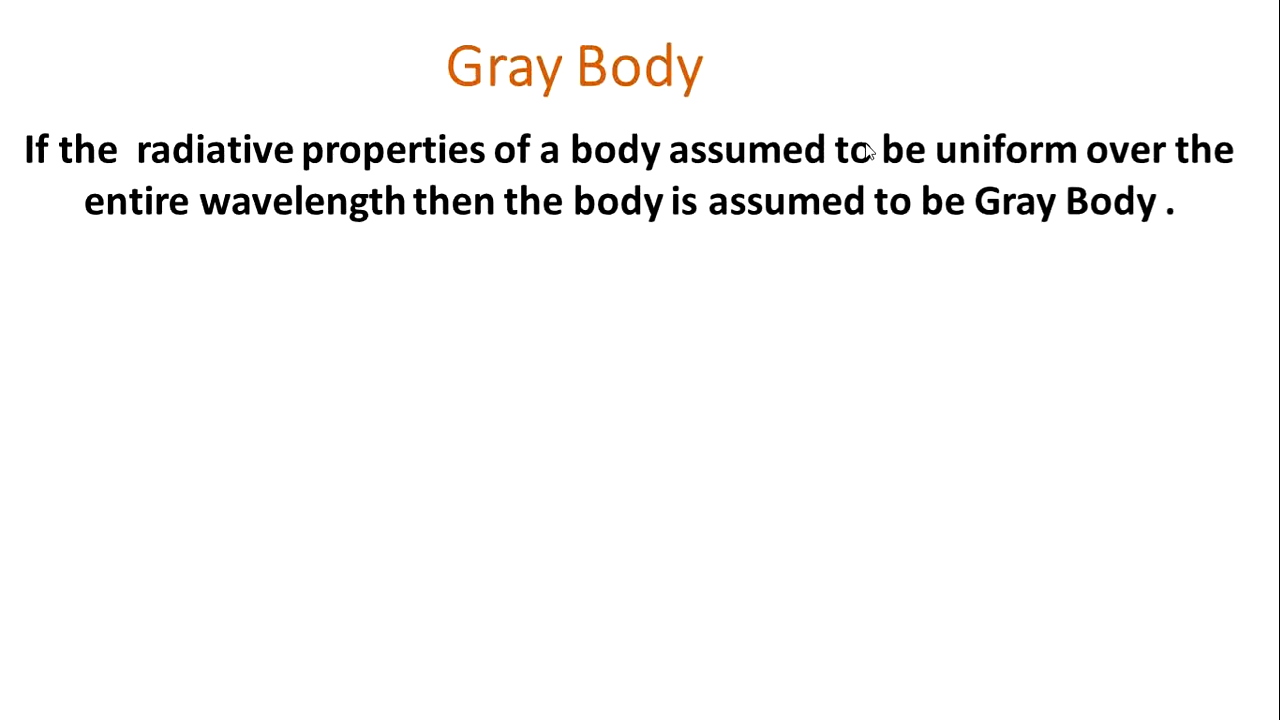 Gray Body
If the radiative properties of a body assumed to be uniform over the
entire wavelength then the body is assumed to be Gray Body .